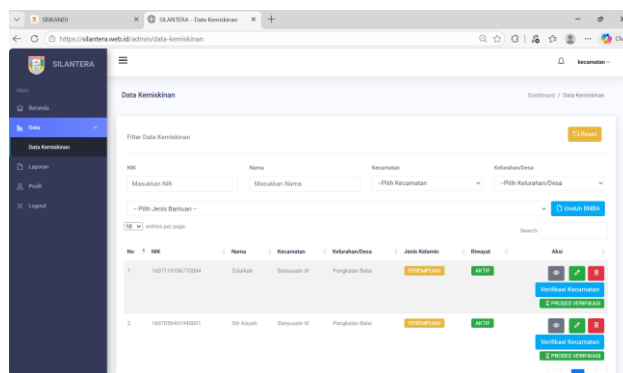 SRIKANDI
SILANTERA - Data Kemiskinan
https://silantera.web.id/admin/data-kemiskinan
SILANTERA
kecamatan
Main
Beranda
Data
Data Kemiskinan
Laporan
Profil
Logout
Data Kemiskinan
Dashboard / Data Kemiskinan
Filter Data Kemiskinan
Reset
NIK Nama Kecamatan Kelurahan/Desa
Masukkan NIK Masukkan Nama --Pilih Kecamatan --Pilih Kelurahan/Desa
-- Pilih Jenis Bantuan -- Unduh BNBA
10 entries per page Search:
No NIK Nama Kecamatan Kelurahan/Desa Jenis Kelamin Riwayat Aksi
1 1607110106770004 Zulaikah Banyuasin III Pangkalan Balai PEREMPUAN AKTIF
Verifikasi Kecamatan
PROSES VERIFIKASI
2 1607056401940001 Siti Aisyah Banyuasin III Pangkalan Balai PEREMPUAN AKTIF
Verifikasi Kecamatan
PROSES VERIFIKASI